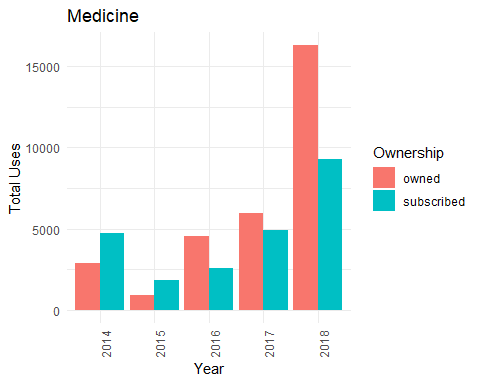 Medicine
Total Uses
15000
10000
5000
0
2014
2015
2016
2017
2018
Year
Ownership
owned
subscribed